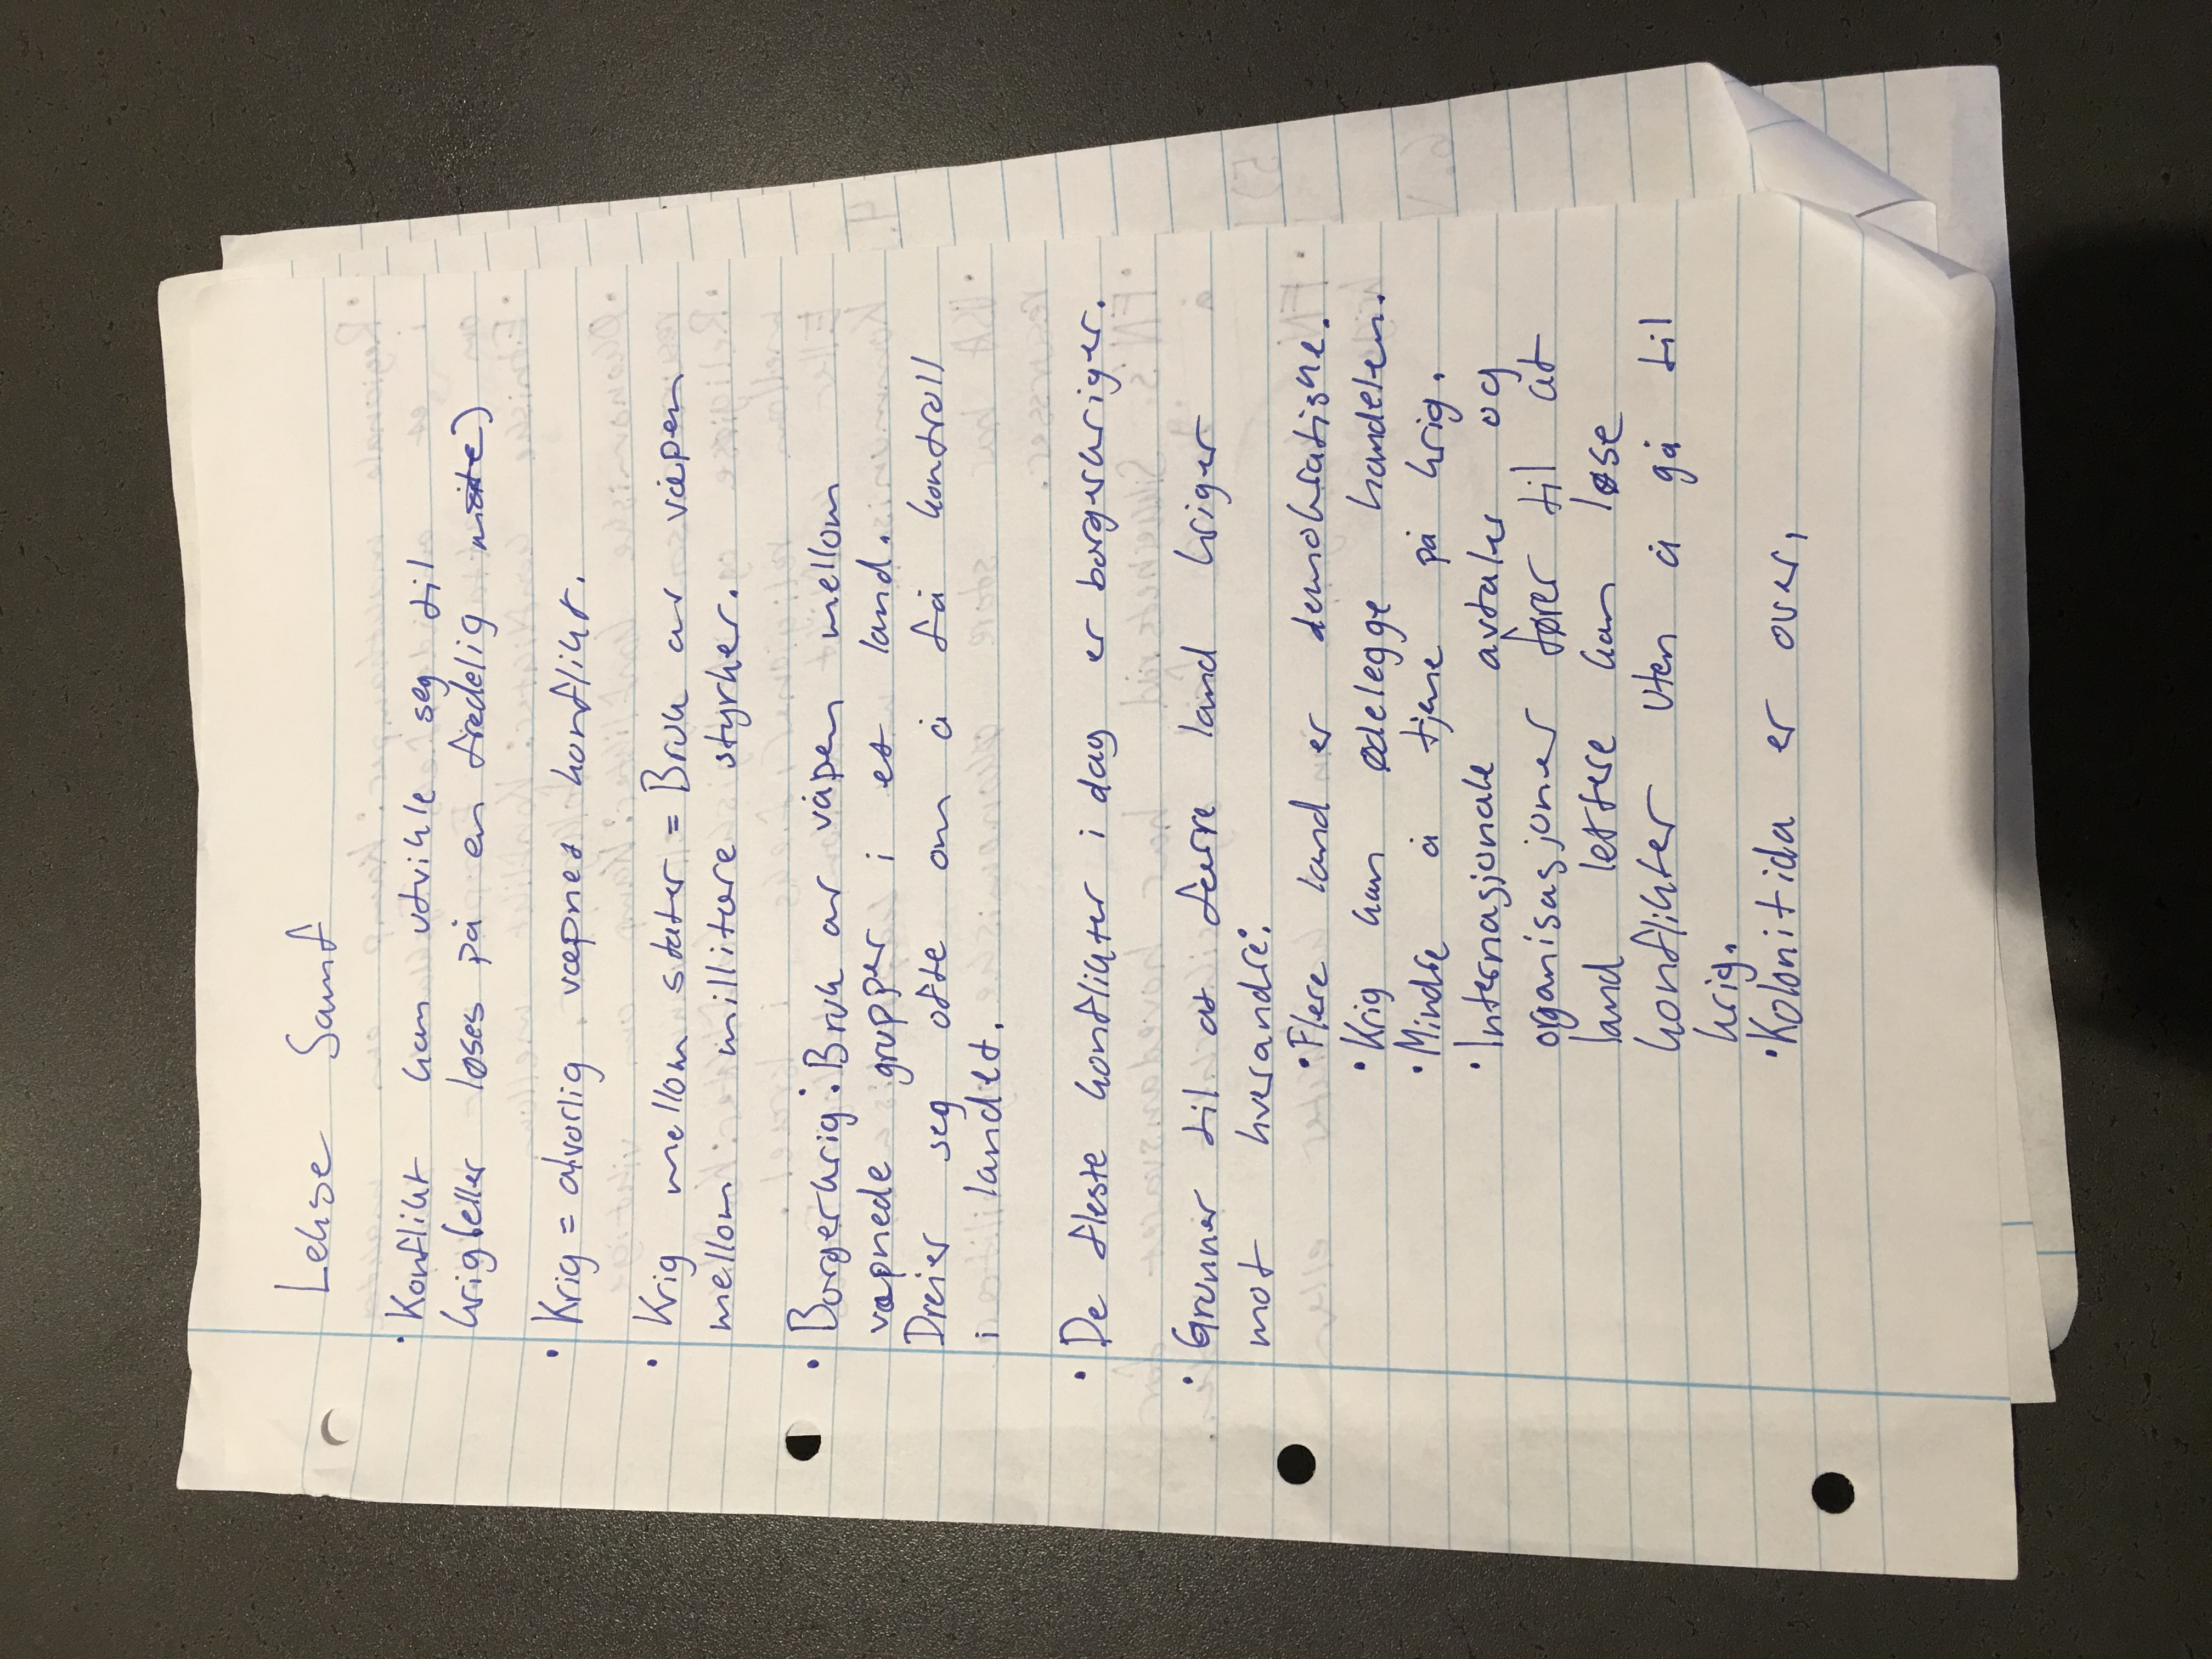 Lekse Samf
• Konflikt kan utvikle seg til
krig(eller løses på en fredelig måte)
• Krig = alvorlig væpnet konflikt.
• Krig mellom stater = Bruk av våpen
mellom millitære styrker.
• Borgerkrig: Bruk av våpen mellom
væpnede grupper i et land.
Dreier seg ofte om å få kontroll
i landet.
• De fleste konflikter i dag er borgerkriger.
• Grunner til at færre land kriger
mot hverandre:
• Flere land er demokratiske.
• Krig kan ødelegge handelen.
• Mindre å tjene på krig.
• Internasjonale avtaler og
organisasjoner fører til at
land lettere kan løse
konflikter uten å gå til
krig.
• Kolonitida er over,